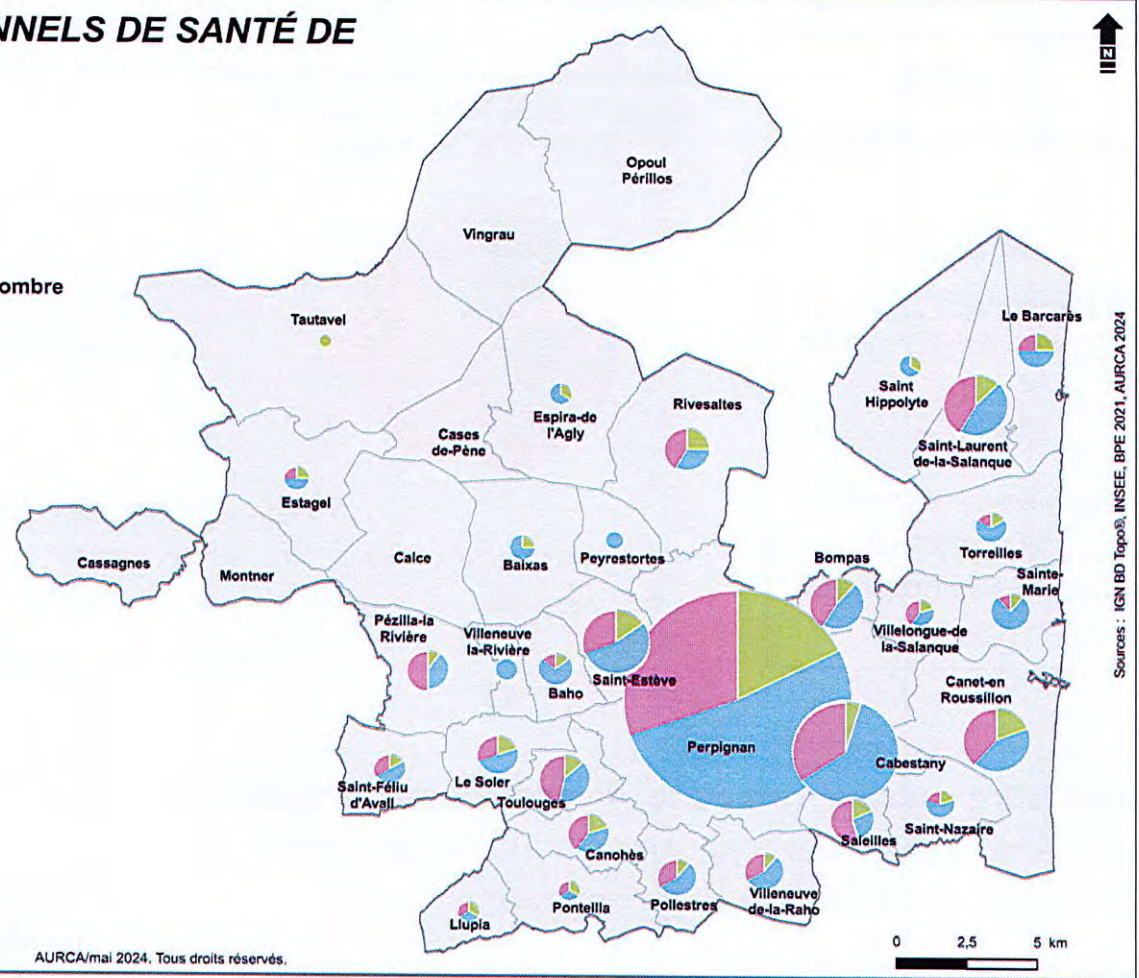 NNELS DE SANTÉ DE
N
ombre
Opoul
Périllos
Vingrau
Tautavel
Le Barcarès
Saint
Hippolyte
Espira-de
l'Agly
Rivesaltes
Cases
de-Pène
Saint-Laurent
de-la-Salanque
Estagel
Cassagnes
Montner
Calce
Baixas
Peyrestortes
Torreilles
Bompas
Sainte-
Marie
Pézilla-la
Rivière
Villeneuve
la-Rivière
Baho
Saint-Estève
Villelongue-de
la-Salanque
Canet-en
Roussillon
Perpignan
Cabestany
Saint-Féliu
d'Avall
Le Soler
Toulouges
Saint-Nazaire
Saleilles
Canohès
Ponteilla
Pollestres
Villeneuve
de-la-Raho
Llupia
Sources : IGN BD Topo®, INSEE, BPE 2021, AURCA 2024
AURCA/mai 2024. Tous droits réservés.
0 2,5 5 km